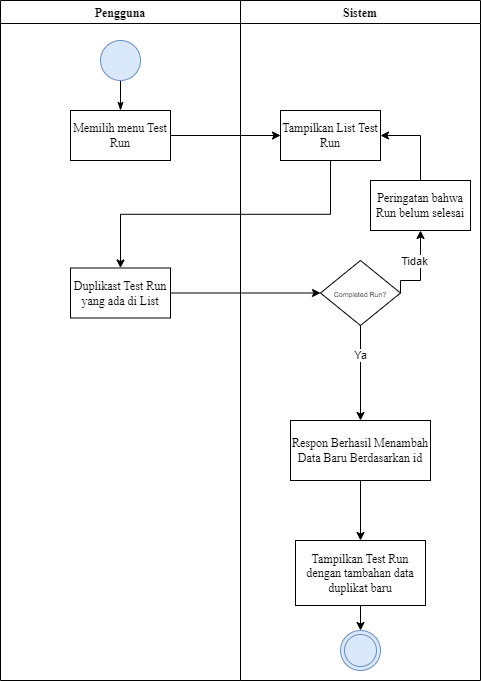 Pengguna
Sistem
Memilih menu Test
Run
Tampilkan List Test
Run
Peringatan bahwa
Run belum selesai
Tidak
Duplikast Test Run
yang ada di List
Completed Run?
Ya
Respon Berhasil Menambah
Data Baru Berdasarkan id
Tampilkan Test Run
dengan tambahan data
duplikat baru